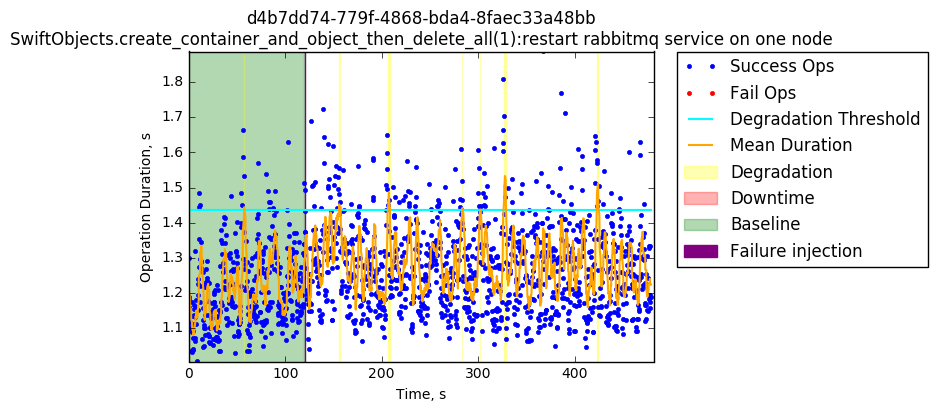 d4b7dd74-779f-4868-bda4-8faec33a48bb
SwiftObjects.create_container_and_object_then_delete_all(1):restart rabbitmq service on one node
1.8
1.7
1.6
1.5
1.4
1.3
1.2
1.1
Operation Duration, s
0 100 200 300 400
Time, s
Success Ops
Fail Ops
Degradation Threshold
Mean Duration
Degradation
Downtime
Baseline
Failure injection